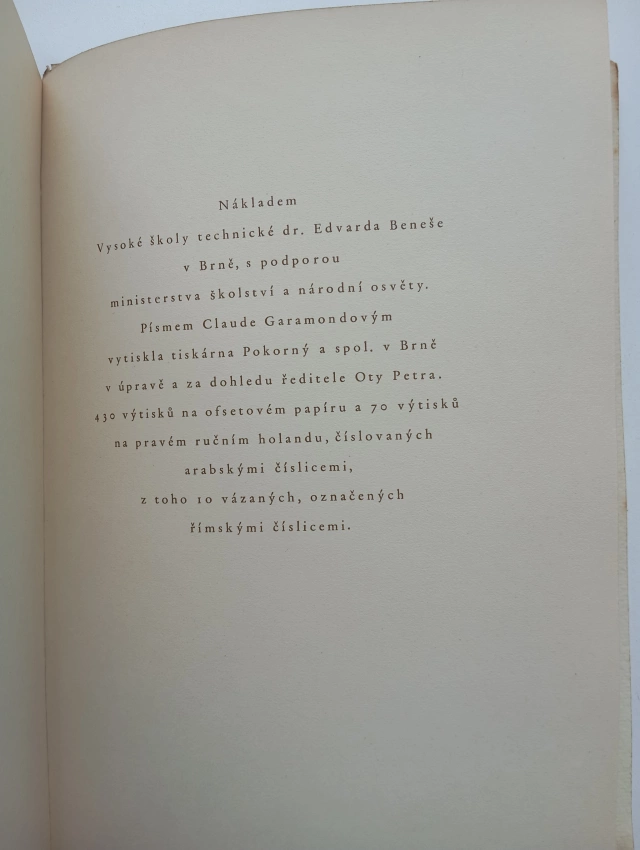 Nákladem
Vysoké školy technické dr. Edvarda Beneše
v Brně, s podporou
ministerstva školství a národní osvěty.
Písmem Claude Garamondovým
vytiskla tiskárna Pokorný a spol. v Brně
v úpravě a za dohledu ředitele Oty Petra.
430 výtisků na ofsetovém papíru a 70 výtisků
na pravém ručním holandu, číslovaných
arabskými číslicemi,
z toho 10 vázaných, označených
římskými číslicemi.